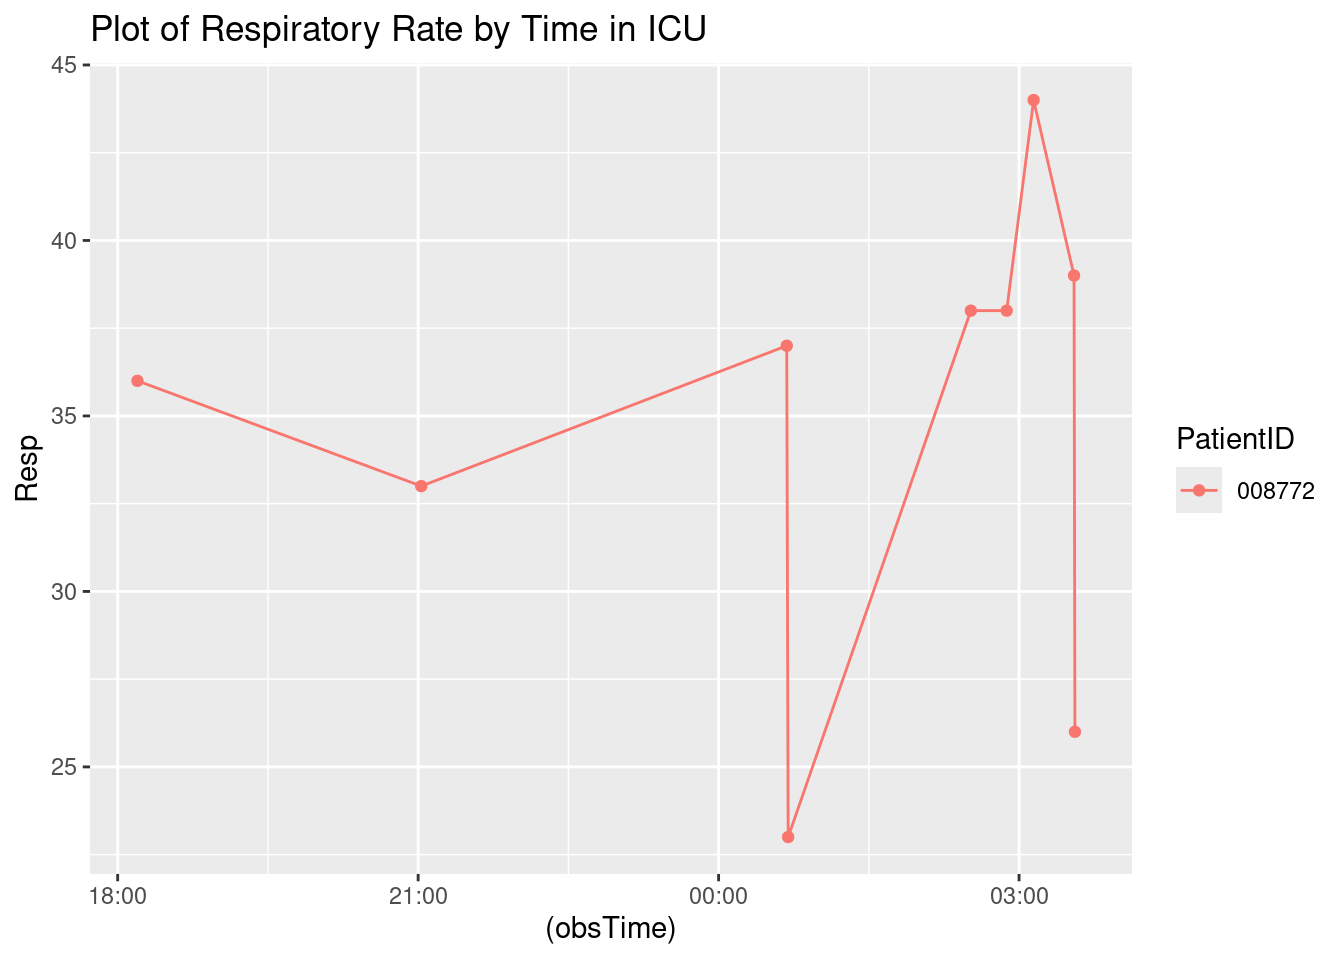 Plot of Respiratory Rate by Time in ICU
45
40
35
30
25
Resp
18:00 21:00 00:00 03:00
(obsTime)
PatientID
008772